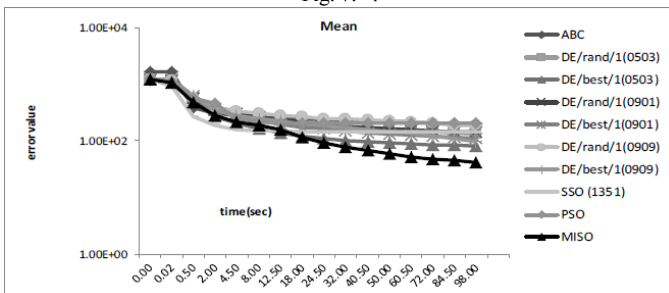 Mean
1.00E+04
1.00E+02
1.00E+00
error value
time(sec)
0.00
0.02
0.50
2.00
4.50
8.00
12.50
18.00
24.50
32.00
40.50
50.00
60.50
72.00
84.50
98.00
ABC
DE/rand/1(0503)
DE/best/1(0503)
DE/rand/1(0901)
DE/best/1(0901)
DE/rand/1(0909)
DE/best/1(0909)
SSO (1351)
PSO
MISO